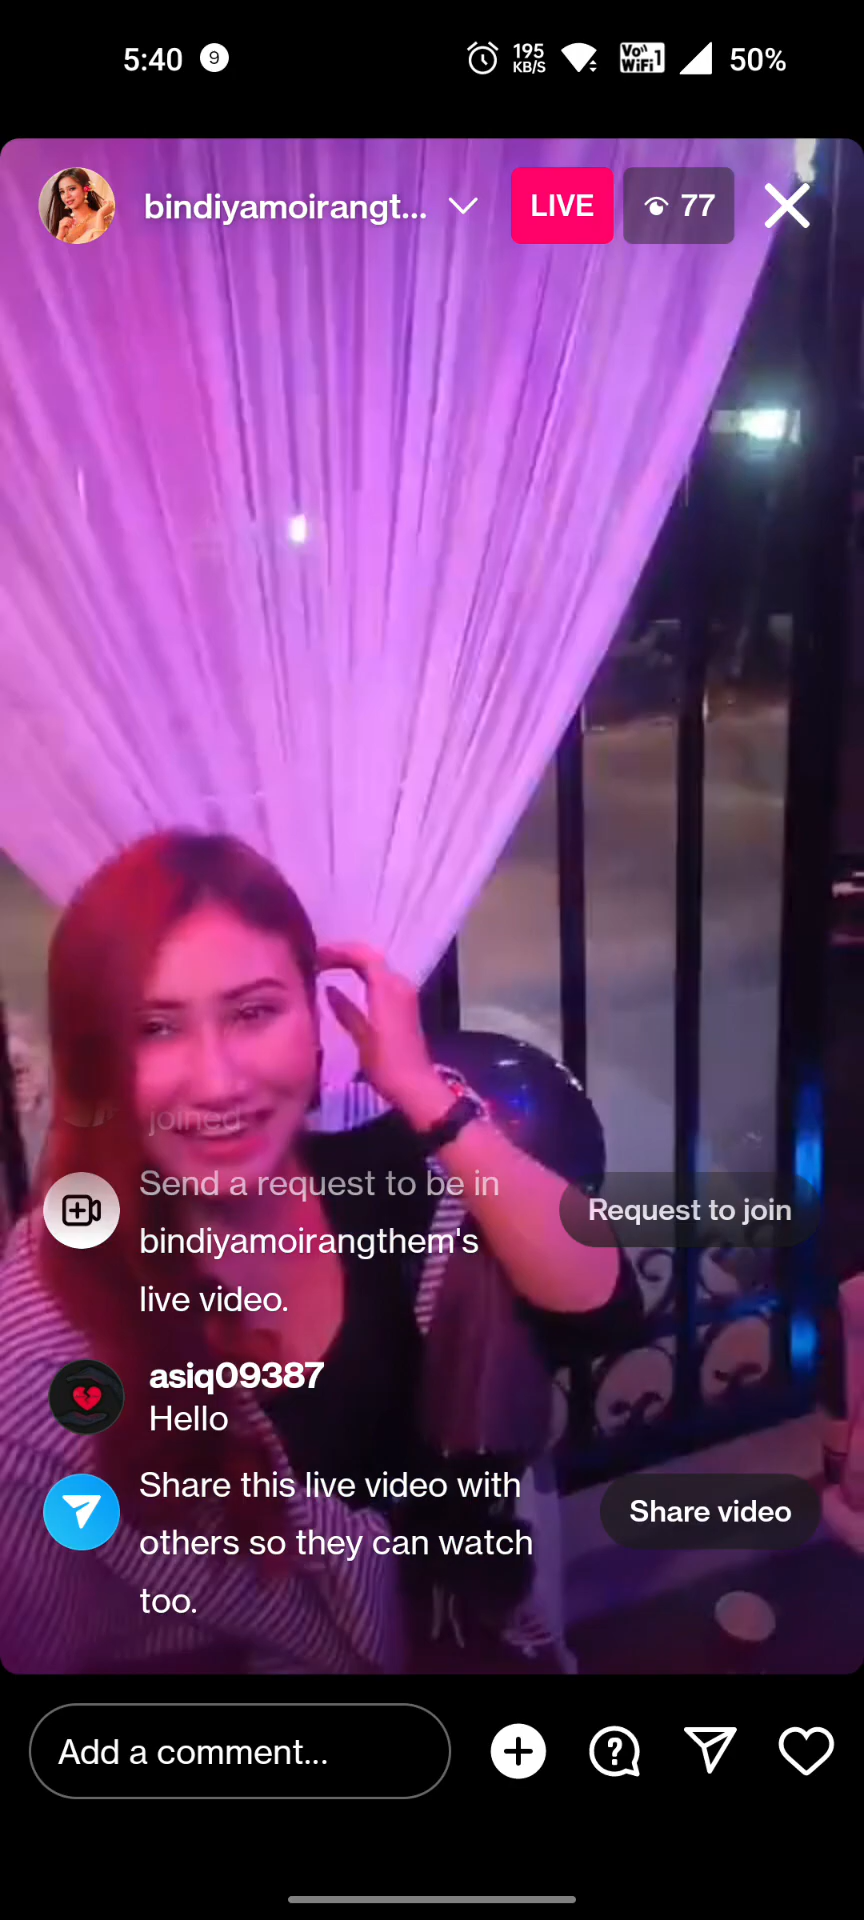 5:40 9 195 KB/S Vo)) WiFi 1 50%
bindiyamoirangt... LIVE 77
joined
Send a request to be in
bindiyamoirangthem's
live video.
Request to join
asiq09387
Hello
Share this live video with
others so they can watch
too.
Share video
Add a comment...